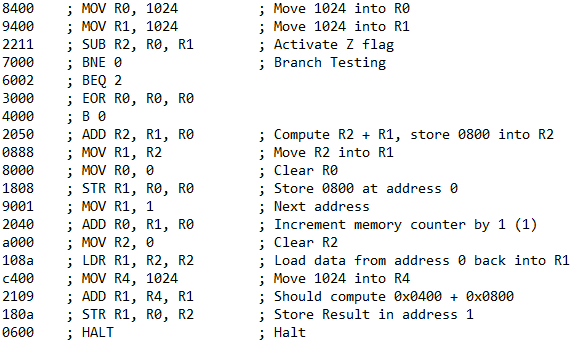 8400 ; MOV R0, 1024 ; Move 1024 into R0
9400 ; MOV R1, 1024 ; Move 1024 into R1
2211 ; SUB R2, R0, R1 ; Activate Z flag
7000 ; BNE 0 ; Branch Testing
6002 ; BEQ 2
3000 ; EOR R0, R0, R0
4000 ; B 0
2050 ; ADD R2, R1, R0 ; Compute R2 + R1, store 0800 into R2
0888 ; MOV R1, R2 ; Move R2 into R1
8000 ; MOV R0, 0 ; Clear R0
1808 ; STR R1, R0, R0 ; Store 0800 at address 0
9001 ; MOV R1, 1 ; Next address
2040 ; ADD R0, R1, R0 ; Increment memory counter by 1 (1)
a000 ; MOV R2, 0 ; Clear R2
108a ; LDR R1, R2, R2 ; Load data from address 0 back into R1
c400 ; MOV R4, 1024 ; Move 1024 into R4
2109 ; ADD R1, R4, R1 ; Should compute 0x0400 + 0x0800
180a ; STR R1, R0, R2 ; Store Result in address 1
0600 ; HALT ; Halt